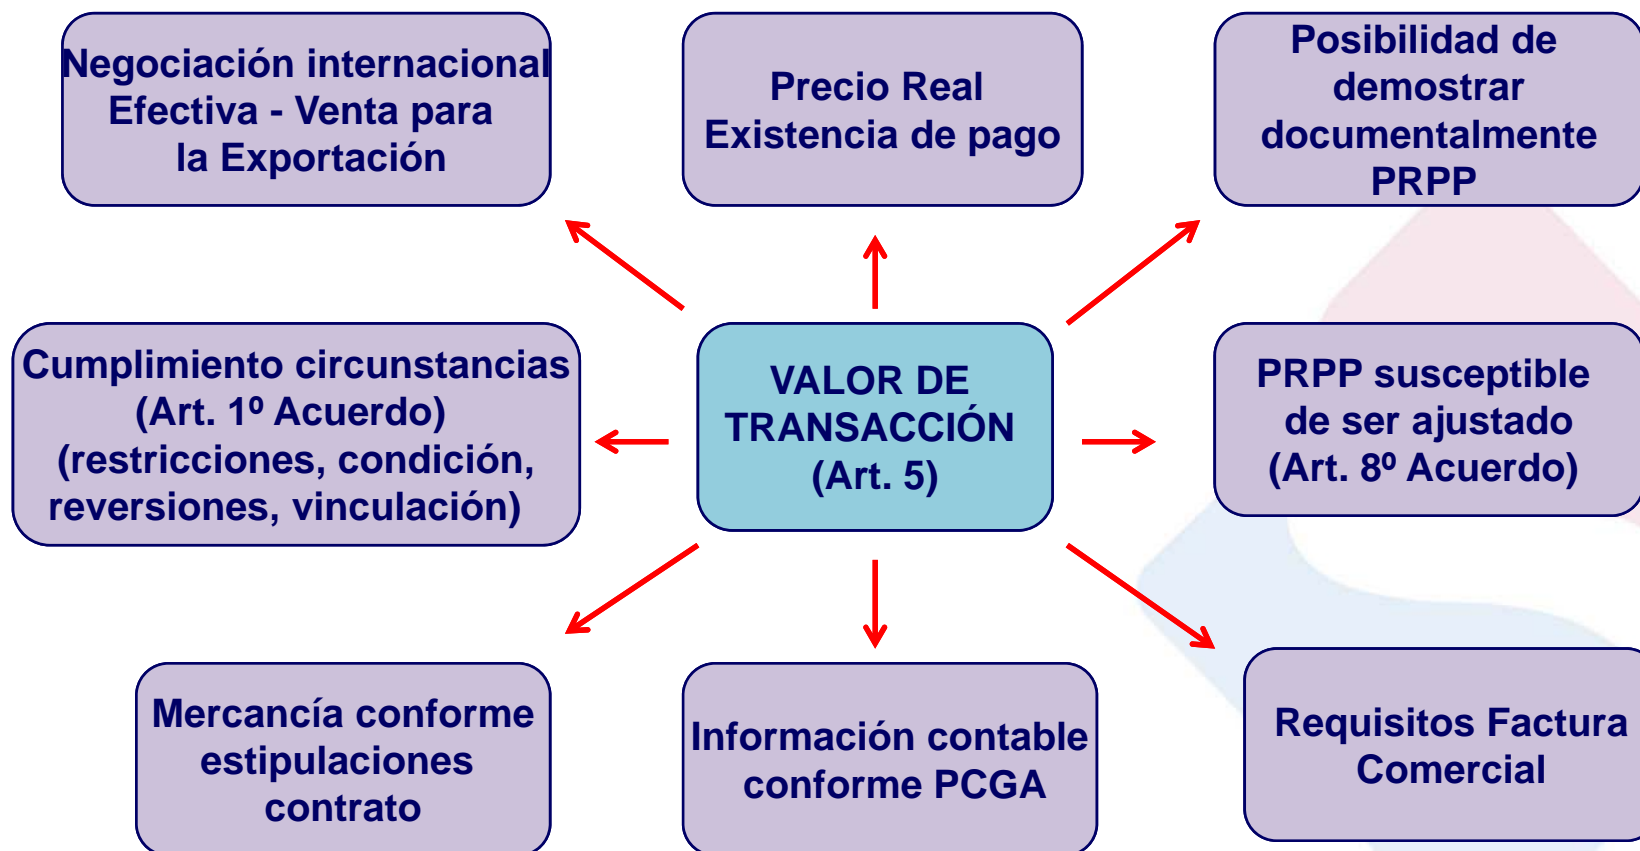 Negociación internacional
Efectiva - Venta para
la Exportación
Precio Real
Existencia de pago
Posibilidad de
demostrar
documentalmente
PRPP
Cumplimiento circunstancias
(Art. 1º Acuerdo)
(restricciones, condición,
reversiones, vinculación)
VALOR DE
TRANSACCIÓN
(Art. 5)
PRPP susceptible
de ser ajustado
(Art. 8º Acuerdo)
Mercancía conforme
estipulaciones
contrato
Información contable
conforme PCGA
Requisitos Factura
Comercial